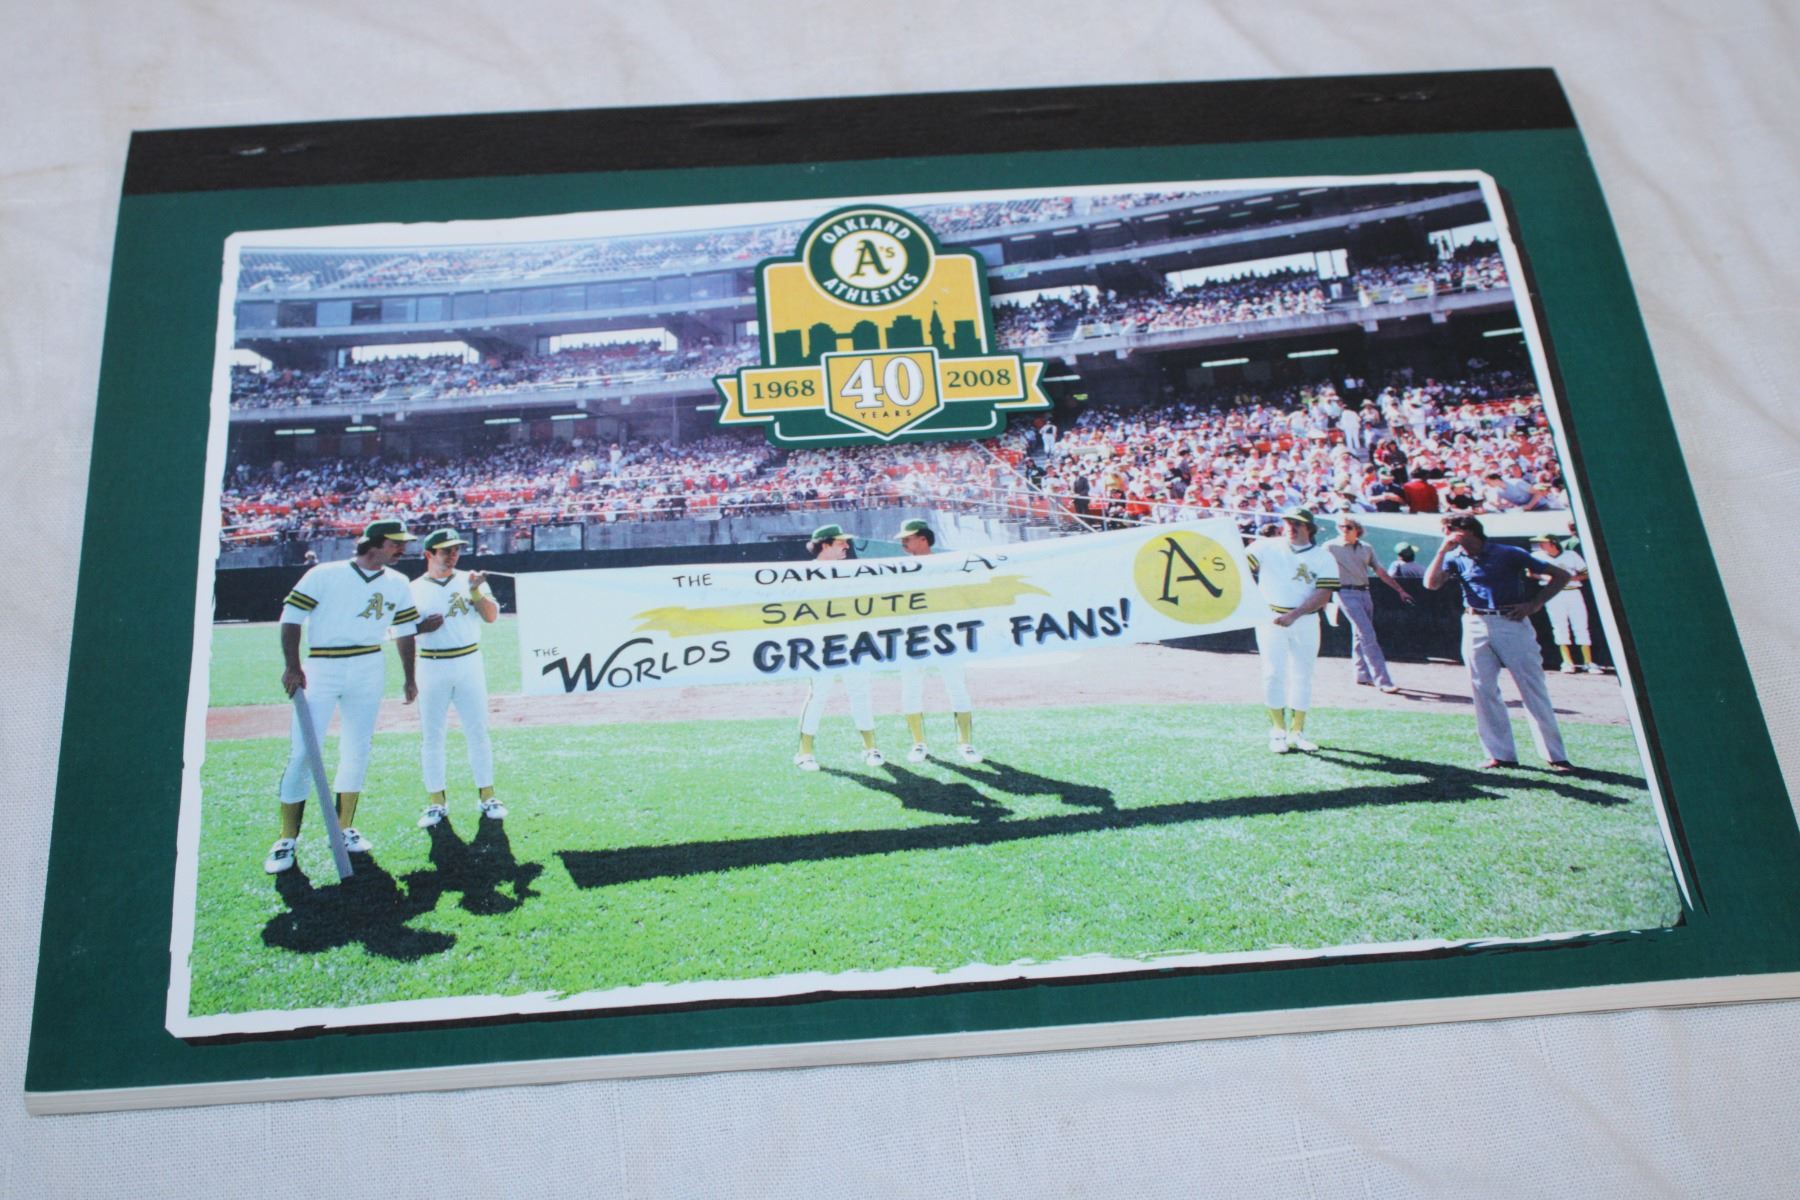 OAKLAND
A's
ATHLETICS
1968 40 2008
YEARS
THE OAKLAND A's
SALUTE
THE WORLDS GREATEST FANS!
A's
A's
A's
A's